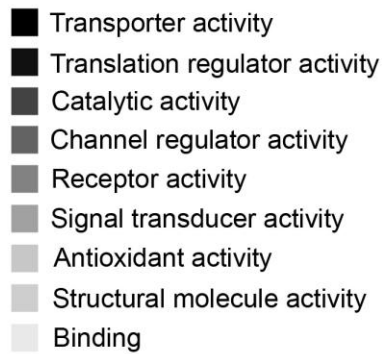 Transporter activity
Translation regulator activity
Catalytic activity
Channel regulator activity
Receptor activity
Signal transducer activity
Antioxidant activity
Structural molecule activity
Binding